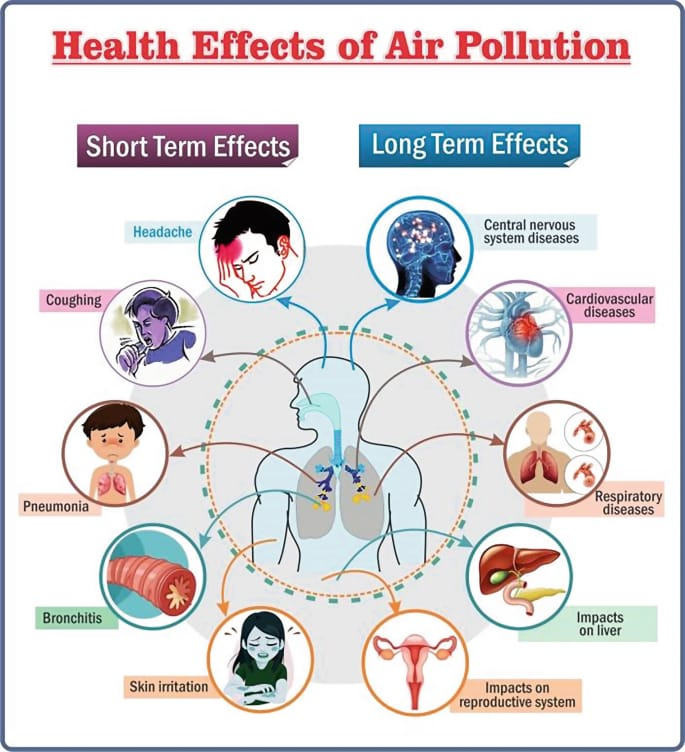 Health Effects of Air Pollution
Short Term Effects
Long Term Effects
Headache
Coughing
Pneumonia
Bronchitis
Skin irritation
Central nervous
system diseases
Cardiovascular
diseases
Respiratory
diseases
Impacts
on liver
Impacts on
reproductive system